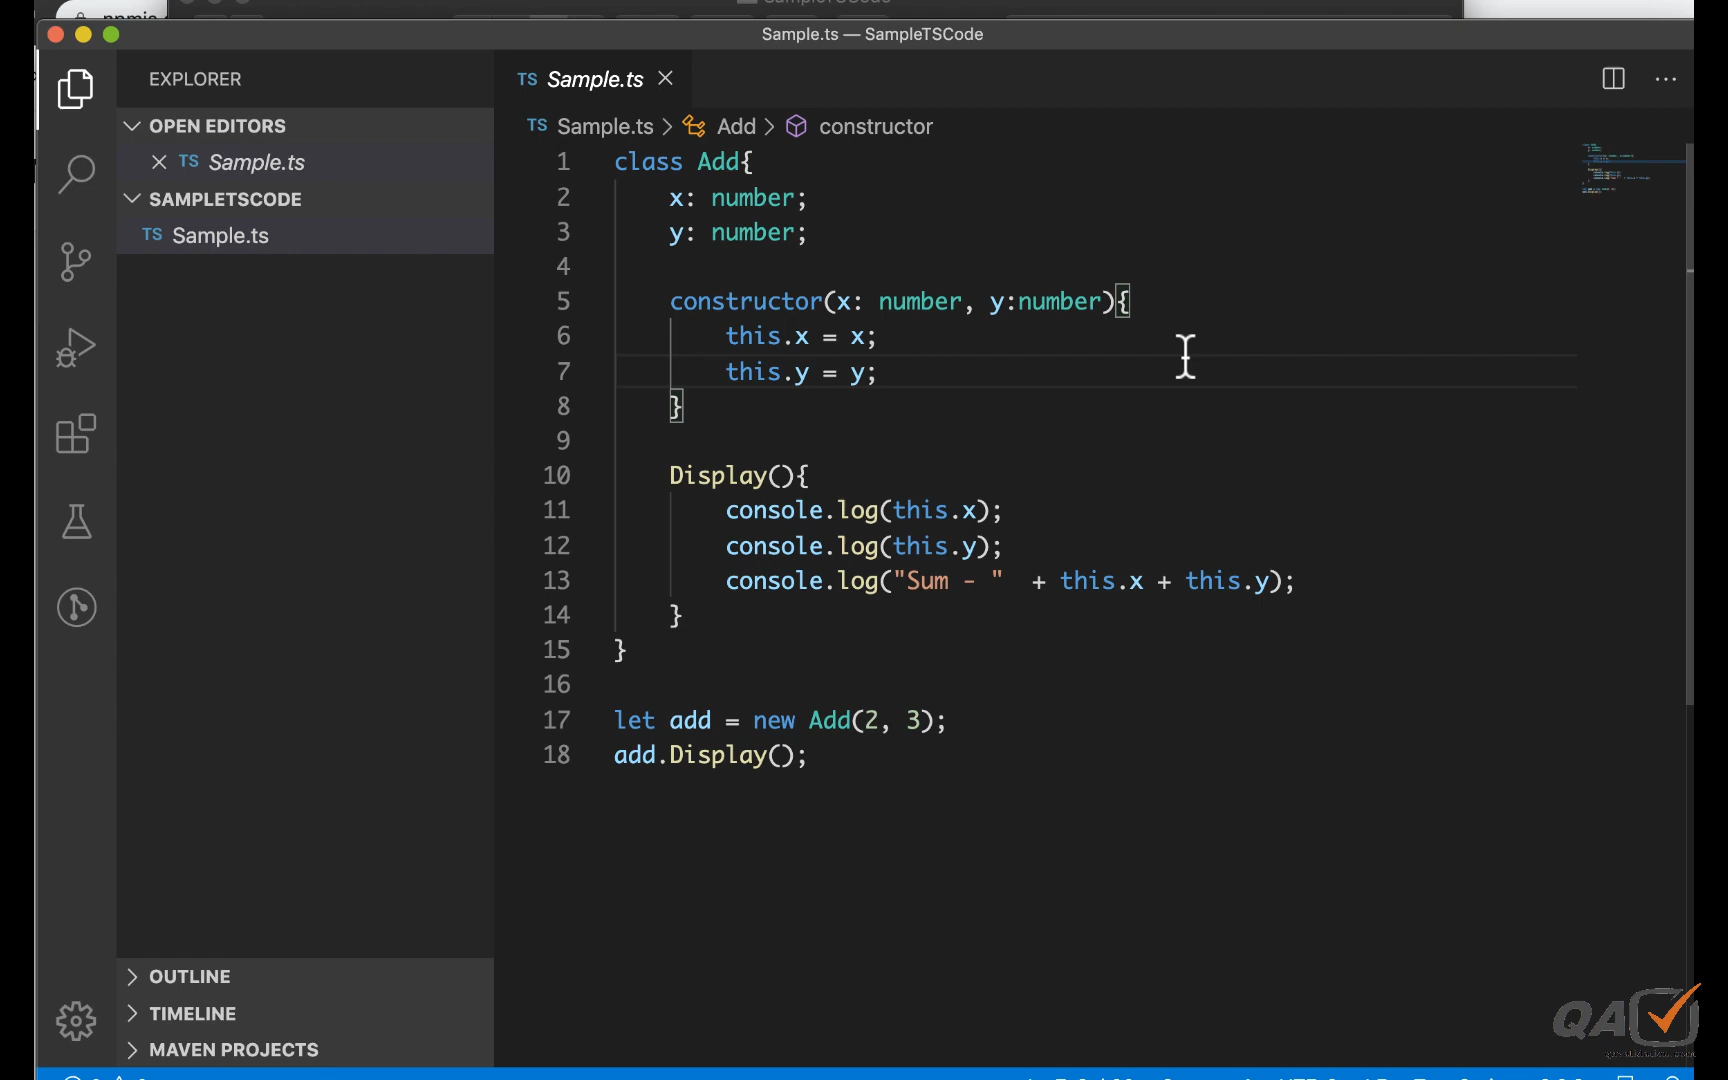 Sample.ts — SampleTSCode
EXPLORER
OPEN EDITORS
TS Sample.ts
SAMPLETSCODE
TS Sample.ts
OUTLINE
TIMELINE
MAVEN PROJECTS
TS Sample.ts
TS Sample.ts > Add > constructor
1 class Add{
2 x: number;
3 y: number;
4
5 constructor(x: number, y:number){
6 this.x = x;
7 this.y = y;
8 }
9
10 Display(){
11 console.log(this.x);
12 console.log(this.y);
13 console.log("Sum - " + this.x + this.y);
14 }
15 }
16
17 let add = new Add(2, 3);
18 add.Display();
QA